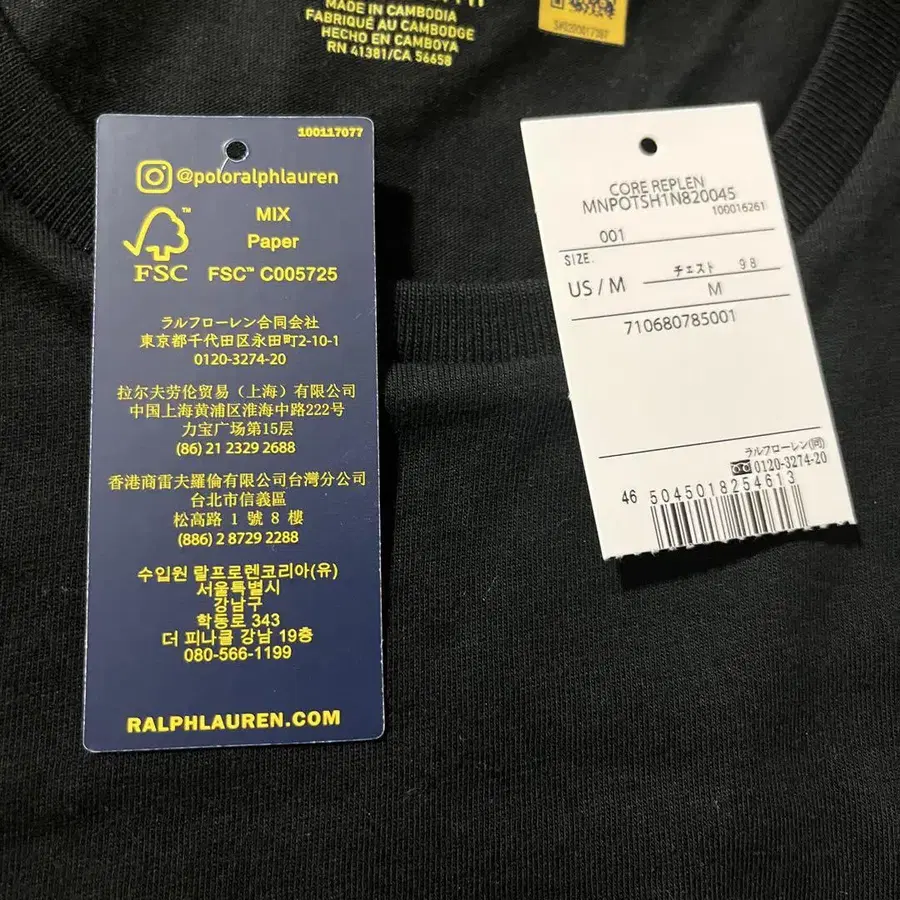 MADE IN CAMBODIA
FABRIQUÉ AU CAMBODGE
HECHO EN CAMBOYA
RN 41381/CA 56658
100117077
@poloralphlauren
MIX
Paper
FSC™ C005725
FSC
ラルフローレン合同会社
東京都千代田区永田町2-10-1
0120-3274-20
拉尔夫劳伦贸易（上海）有限公司
中国上海黄浦区淮海中路222号
力宝广场第15层
(86) 21 2329 2688
香港商雷夫羅倫有限公司台灣分公司
台北市信義區
松高路 1 號 8 樓
(886) 2 8729 2288
수입원 랄프로렌코리아(유)
서울특별시
강남구
학동로 343
더 피나클 강남 19층
080-566-1199
RALPHLAUREN.COM
CORE REPLEN
MNPOTSH1N820045
100016261
001
SIZE.
US / M
チェスト 98
M
710680785001
ラルフローレン(同)
0120-3274-20
46 5045018254613